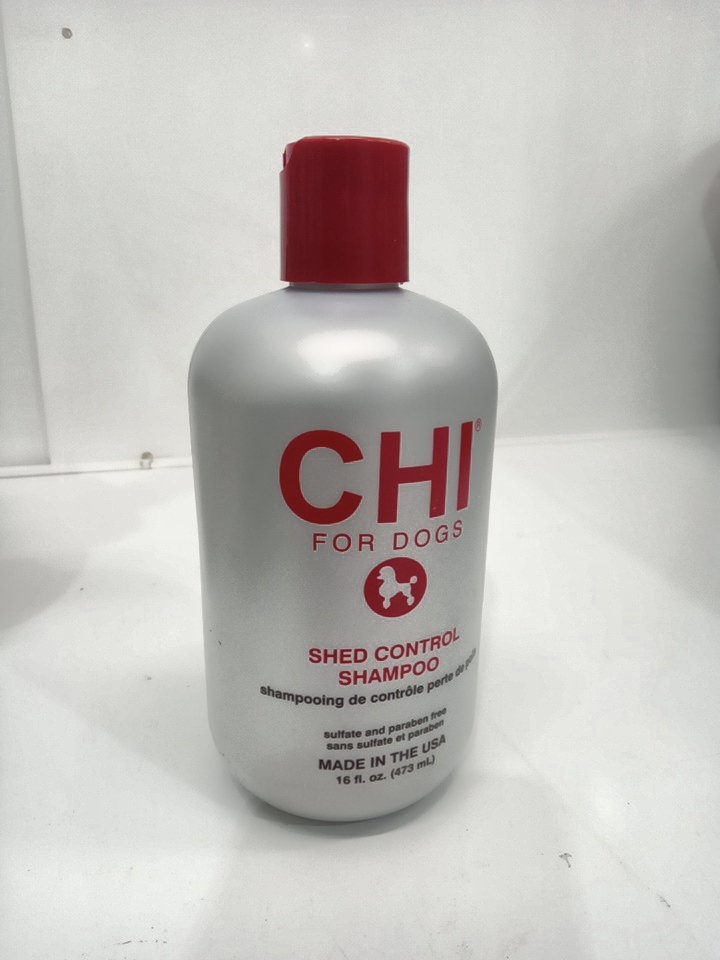 CHI®
FOR DOGS
SHED CONTROL
SHAMPOO
shampooing de contrôle perte de poils
sulfate and paraben free
sans sulfate et paraben
MADE IN THE USA
16 fl. oz. (473 mL)